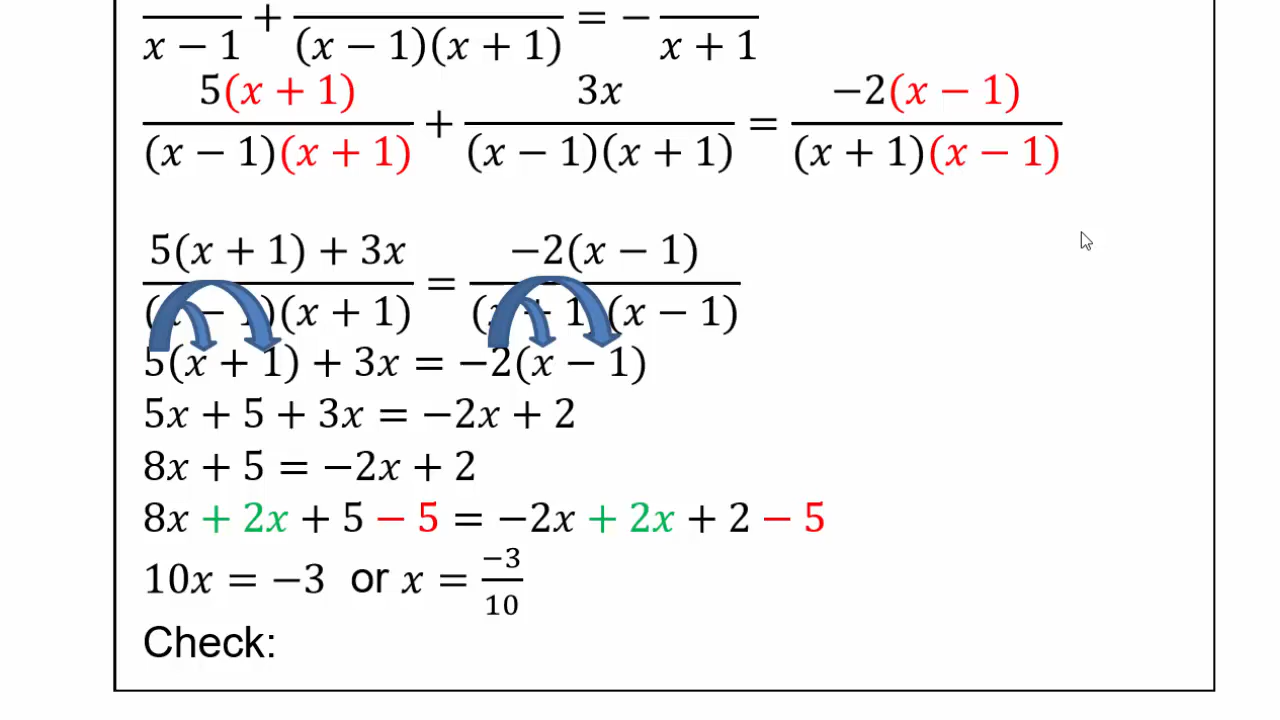 /(x − 1) + /((x − 1)(x + 1)) = − /(x + 1)
5(x + 1)/((x − 1)(x + 1)) + 3x/((x − 1)(x + 1)) = −2(x − 1)/((x + 1)(x − 1))
(5(x + 1) + 3x)/((x − 1)(x + 1)) = −2(x − 1)/((x + 1)(x − 1))
5(x + 1) + 3x = −2(x − 1)
5x + 5 + 3x = −2x + 2
8x + 5 = −2x + 2
8x + 2x + 5 − 5 = −2x + 2x + 2 − 5
10x = −3 or x = −3/10
Check: